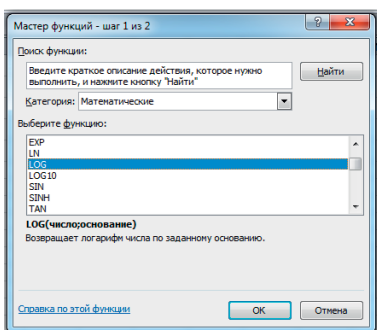 Мастер функций - шаг 1 из 2
Поиск функции:
Введите краткое описание действия, которое нужно
выполнить, и нажмите кнопку "Найти"
Найти
Категория: Математические
Выберите функцию:
EXP
LN
LOG
LOG10
SIN
SINH
TAN
LOG(число;основание)
Возвращает логарифм числа по заданному основанию.
Справка по этой функции
ОК
Отмена